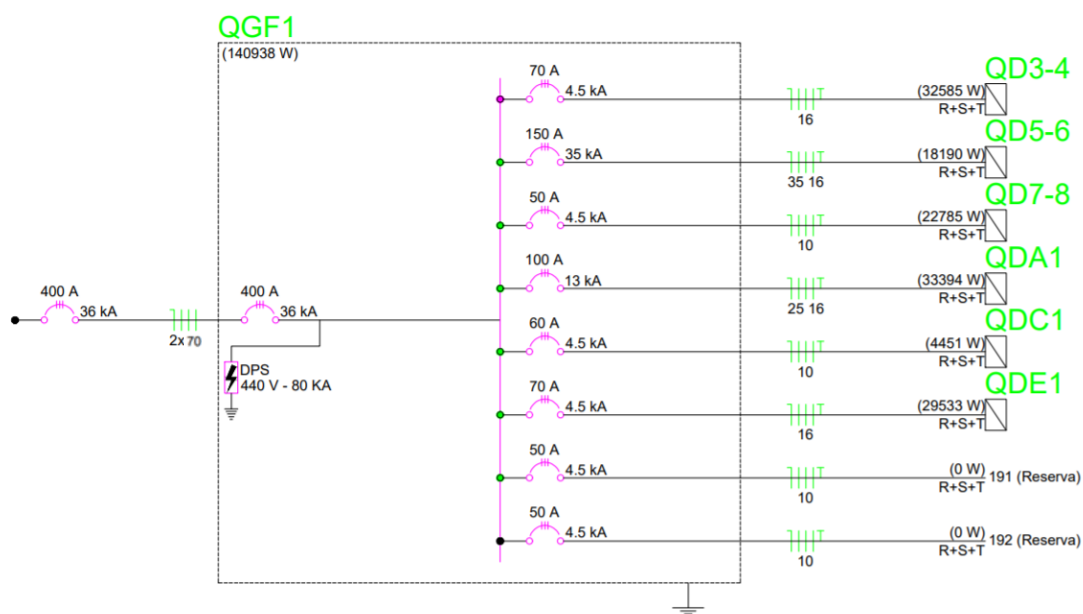 QGF1
(140938 W)
400 A
36 kA
2x 70
400 A
36 kA
DPS
440 V - 80 KA
70 A
4.5 kA
16
(32585 W)
R+S+T
QD3-4
150 A
35 kA
35 16
(18190 W)
R+S+T
QD5-6
50 A
4.5 kA
10
(22785 W)
R+S+T
QD7-8
100 A
13 kA
25 16
(33394 W)
R+S+T
QDA1
60 A
4.5 kA
10
(4451 W)
R+S+T
QDC1
70 A
4.5 kA
16
(29533 W)
R+S+T
QDE1
50 A
4.5 kA
10
(0 W)
R+S+T
191 (Reserva)
50 A
4.5 kA
10
(0 W)
R+S+T
192 (Reserva)